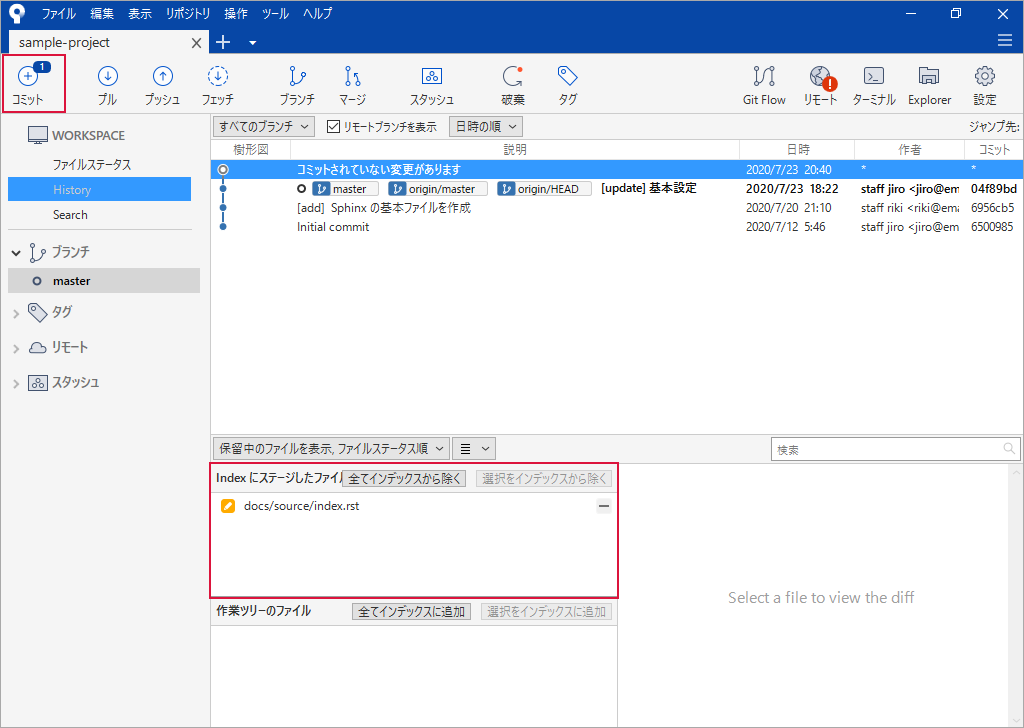 ファイル 編集 表示 リポジトリ 操作 ツール ヘルプ
sample-project
1
コミット プル プッシュ フェッチ ブランチ マージ スタッシュ 破棄 タグ Git Flow リモート ターミナル Explorer 設定
WORKSPACE
ファイルステータス
History
Search
ブランチ
master
タグ
リモート
スタッシュ
すべてのブランチ リモートブランチを表示 日時の順 ジャンプ先:
樹形図 説明 日時 作者 コミット
コミットされていない変更があります 2020/7/23 20:40 * *
master origin/master origin/HEAD [update] 基本設定 2020/7/23 18:22 staff jiro <jiro@em 04f89bd
[add] Sphinx の基本ファイルを作成 2020/7/20 21:10 staff riki <riki@ema 6956cb5
Initial commit 2020/7/12 5:46 staff jiro <jiro@em 6500985
保留中のファイルを表示, ファイルステータス順 検索
Index にステージしたファイル 全てインデックスから除く 選択をインデックスから除く
docs/source/index.rst
作業ツリーのファイル 全てインデックスに追加 選択をインデックスに追加
Select a file to view the diff